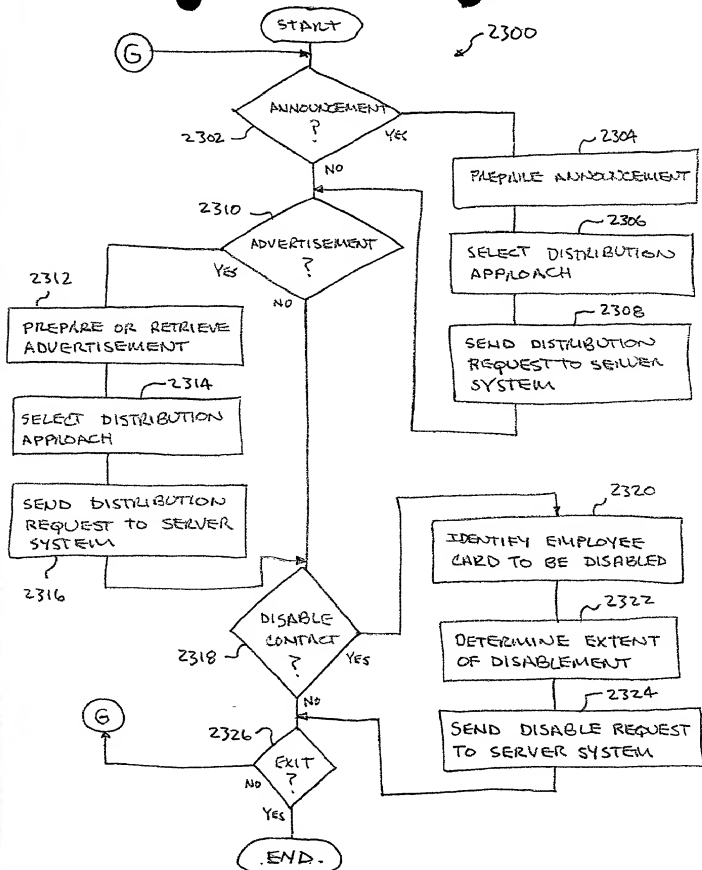 START
2300
G
ANNOUNCEMENT
?
2302
YES
NO
2304
PREPARE ANNOUNCEMENT
2306
SELECT DISTRIBUTION
APPROACH
2308
SEND DISTRIBUTION
REQUEST TO SERVER
SYSTEM
2310
ADVERTISEMENT
?
YES
NO
2312
PREPARE OR RETRIEVE
ADVERTISEMENT
2314
SELECT DISTRIBUTION
APPROACH
SEND DISTRIBUTION
REQUEST TO SERVER
SYSTEM
2316
DISABLE
CONTACT
?
2318
YES
NO
2320
IDENTIFY EMPLOYEE
CARD TO BE DISABLED
2322
DETERMINE EXTENT
OF DISABLEMENT
2324
SEND DISABLE REQUEST
TO SERVER SYSTEM
G
2326
EXIT
?
NO
YES
END